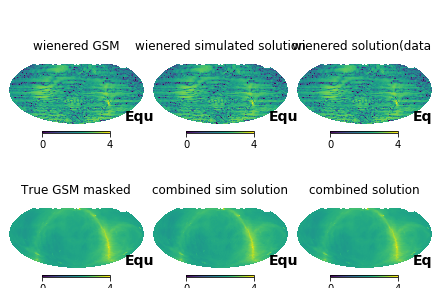 wienered GSM
wienered simulated solution
wienered solution(data
Equ
Equ
Eq
0 4
0 4
0 4
True GSM masked
combined sim solution
combined solution
Equ
Equ
Eq
0 4
0 4
0 4